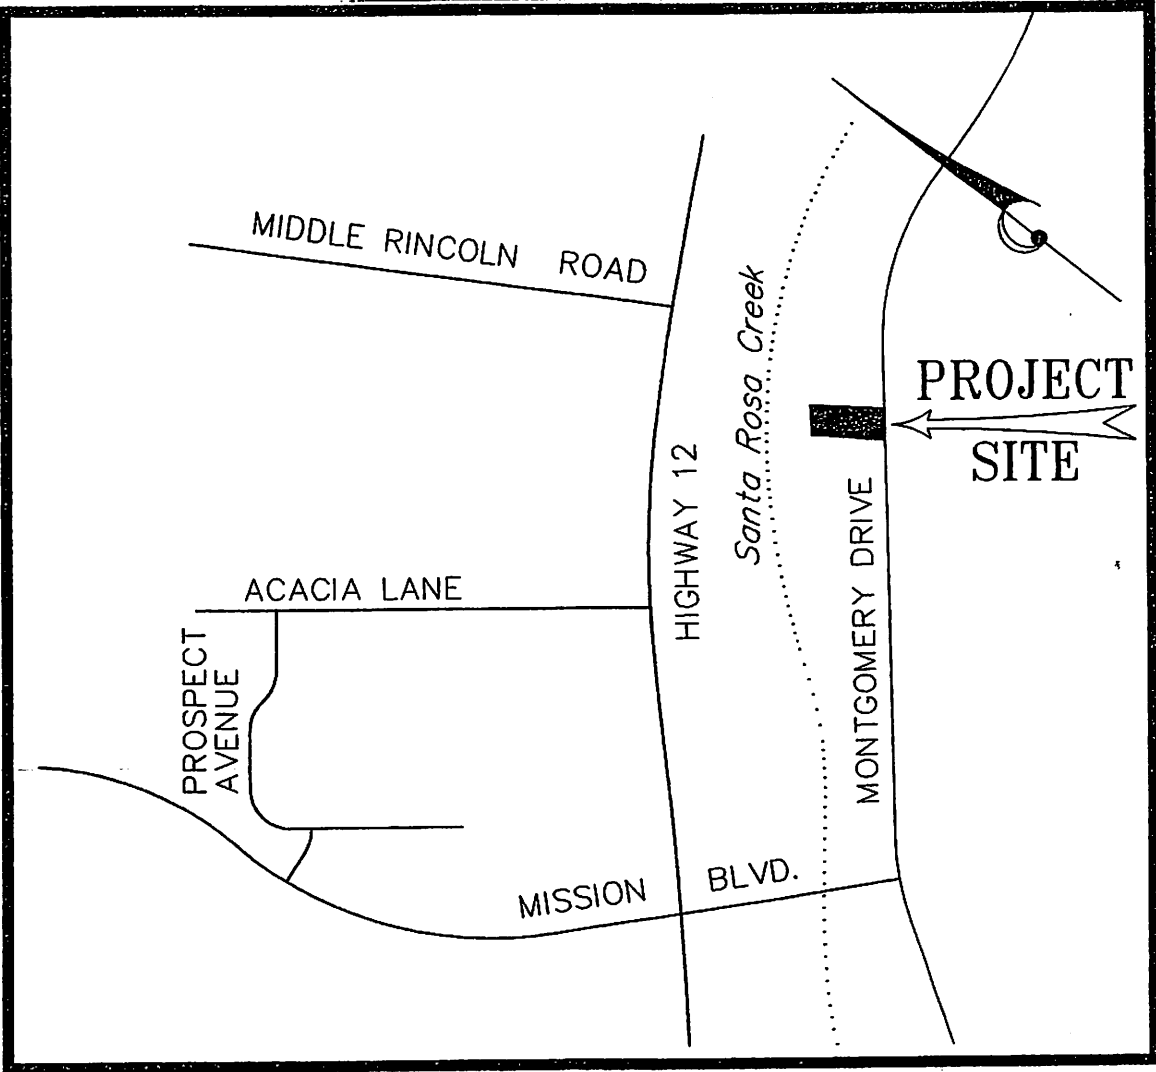 MIDDLE RINCOLN ROAD
Santa Rosa Creek
PROJECT
SITE
HIGHWAY 12
MONTGOMERY DRIVE
ACACIA LANE
PROSPECT
AVENUE
MISSION BLVD.